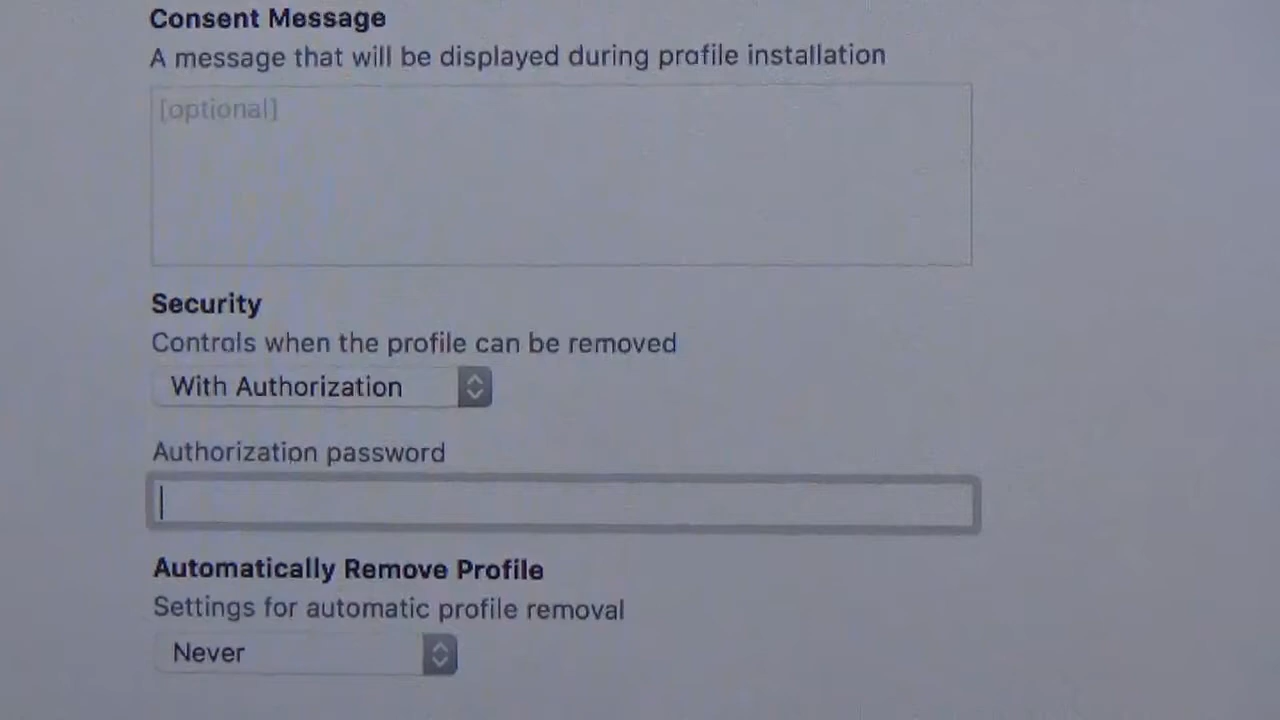 Consent Message
A message that will be displayed during profile installation
[optional]
Security
Controls when the profile can be removed
With Authorization
Authorization password
Automatically Remove Profile
Settings for automatic profile removal
Never